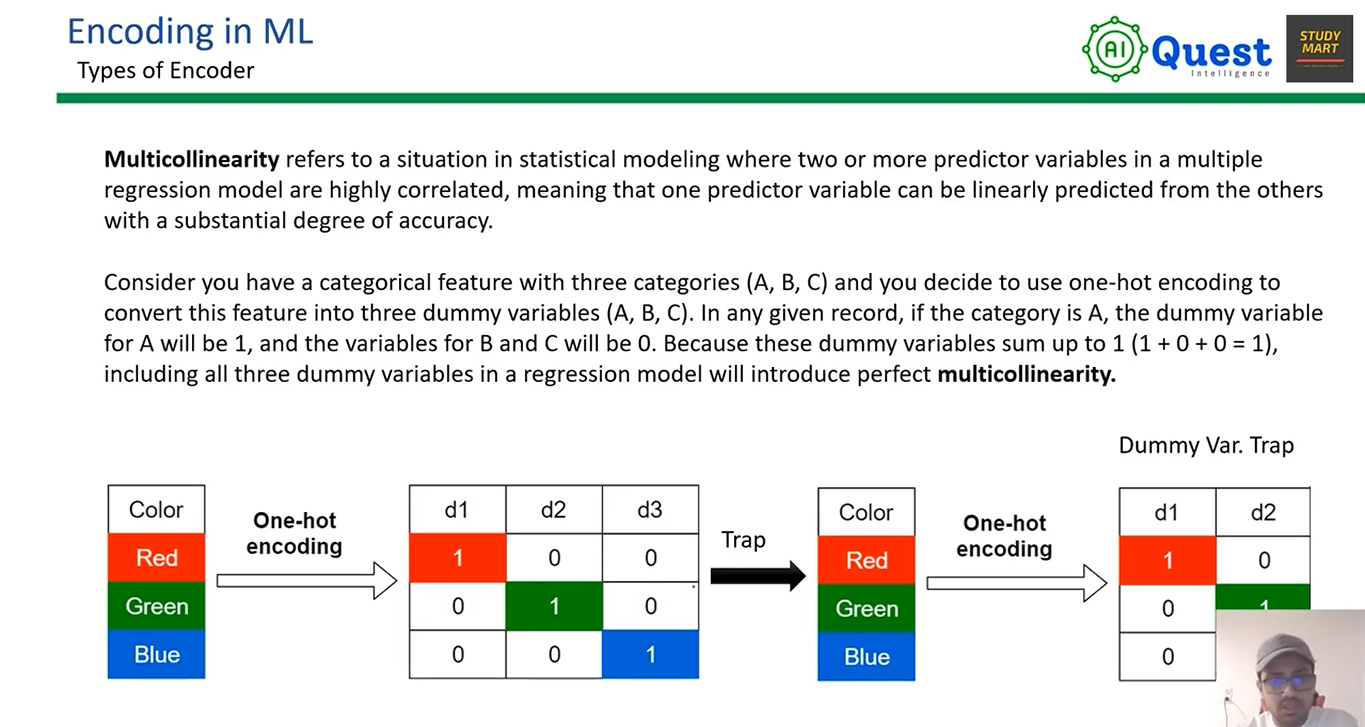 Encoding in ML
Types of Encoder
AI Quest
Intelligence
STUDY
MART
Multicollinearity refers to a situation in statistical modeling where two or more predictor variables in a multiple
regression model are highly correlated, meaning that one predictor variable can be linearly predicted from the others
with a substantial degree of accuracy.
Consider you have a categorical feature with three categories (A, B, C) and you decide to use one-hot encoding to
convert this feature into three dummy variables (A, B, C). In any given record, if the category is A, the dummy variable
for A will be 1, and the variables for B and C will be 0. Because these dummy variables sum up to 1 (1 + 0 + 0 = 1),
including all three dummy variables in a regression model will introduce perfect multicollinearity.
Color
Red
Green
Blue
One-hot
encoding
d1 d2 d3
1 0 0
0 1 0
0 0 1
Trap
Color
Red
Green
Blue
One-hot
encoding
Dummy Var. Trap
d1 d2
1 0
0 1
0